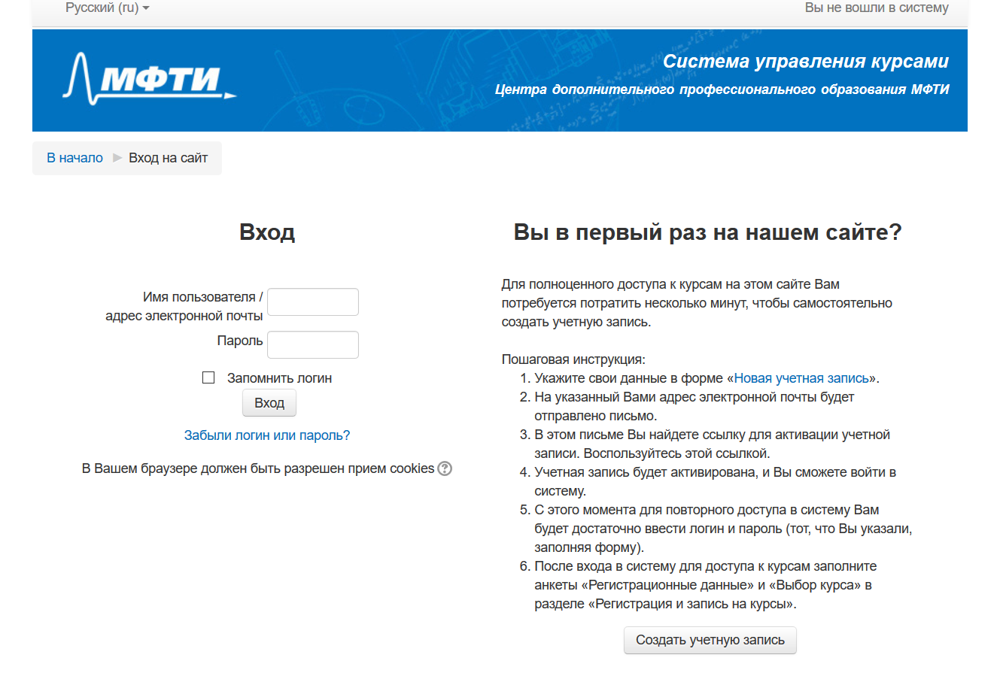 Русский (ru)
Вы не вошли в систему
МФТИ
Система управления курсами
Центра дополнительного профессионального образования МФТИ
В начало
Вход на сайт
Вход
Имя пользователя /
адрес электронной почты
Пароль
Запомнить логин
Вход
Забыли логин или пароль?
В Вашем браузере должен быть разрешен прием cookies
Вы в первый раз на нашем сайте?
Для полноценного доступа к курсам на этом сайте Вам
потребуется потратить несколько минут, чтобы самостоятельно
создать учетную запись.
Пошаговая инструкция:
1. Укажите свои данные в форме «Новая учетная запись».
2. На указанный Вами адрес электронной почты будет
отправлено письмо.
3. В этом письме Вы найдете ссылку для активации учетной
записи. Воспользуйтесь этой ссылкой.
4. Учетная запись будет активирована, и Вы сможете войти в
систему.
5. С этого момента для повторного доступа в систему Вам
будет достаточно ввести логин и пароль (тот, что Вы указали,
заполняя форму).
6. После входа в систему для доступа к курсам заполните
анкеты «Регистрационные данные» и «Выбор курса» в
разделе «Регистрация и запись на курсы».
Создать учетную запись